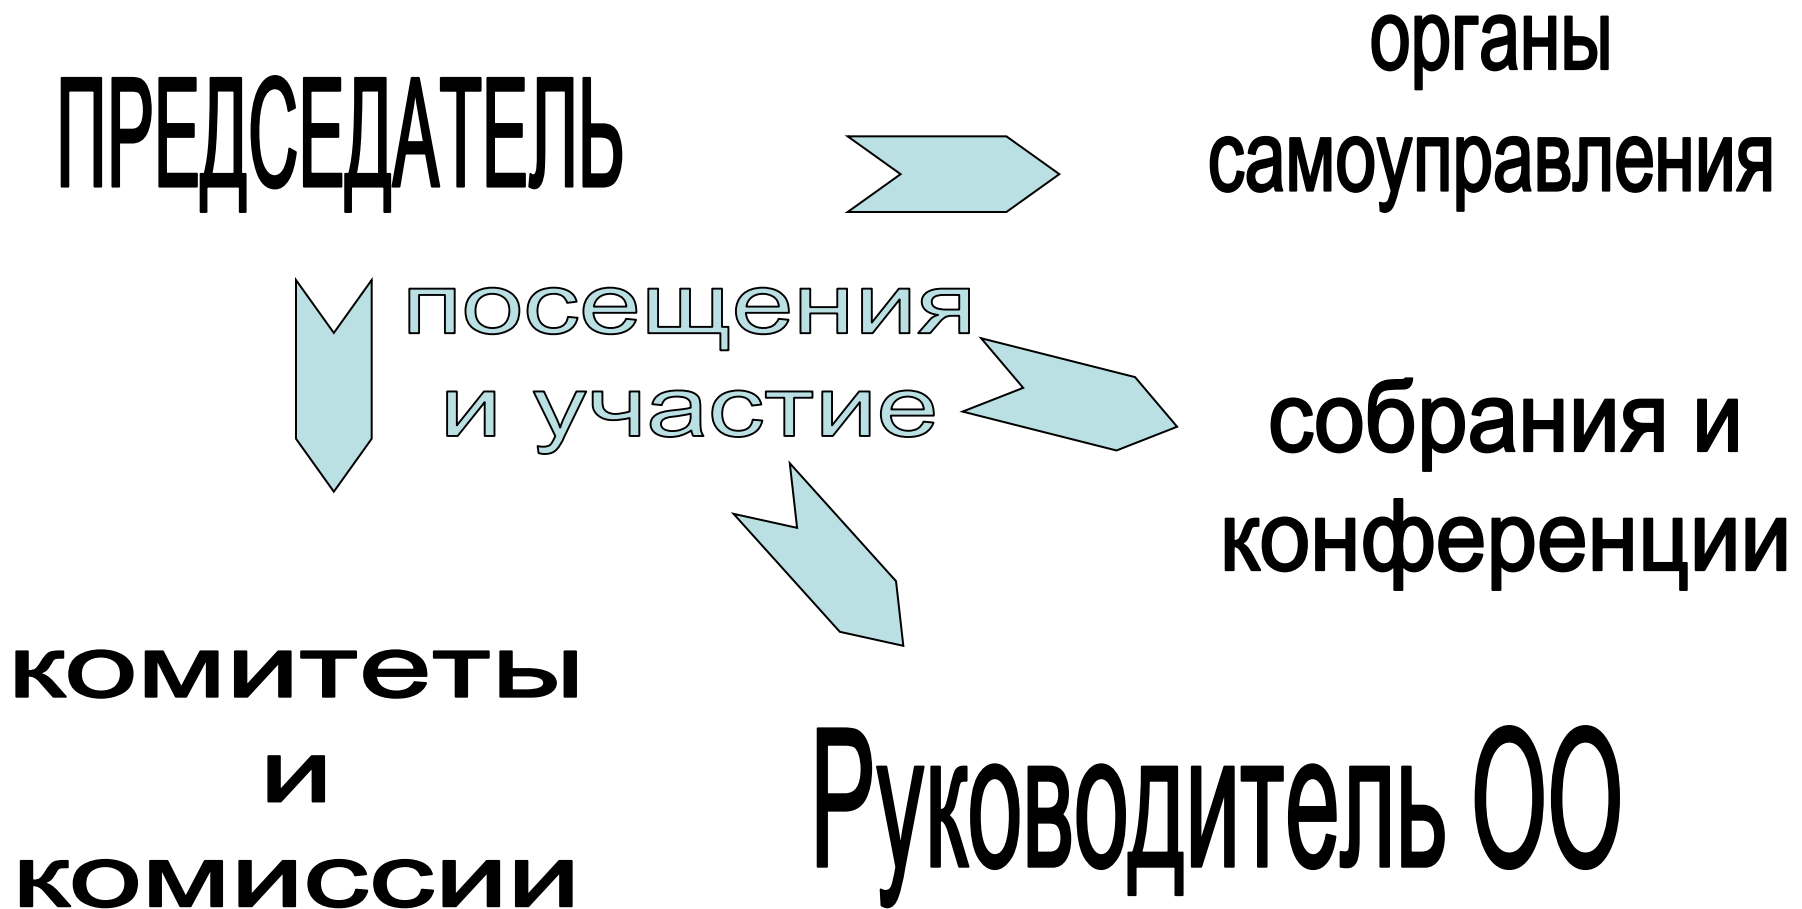 ПРЕДСЕДАТЕЛЬ
органы
самоуправления
посещения
и участие
собрания и
конференции
комитеты
и
комиссии
Руководитель ОО